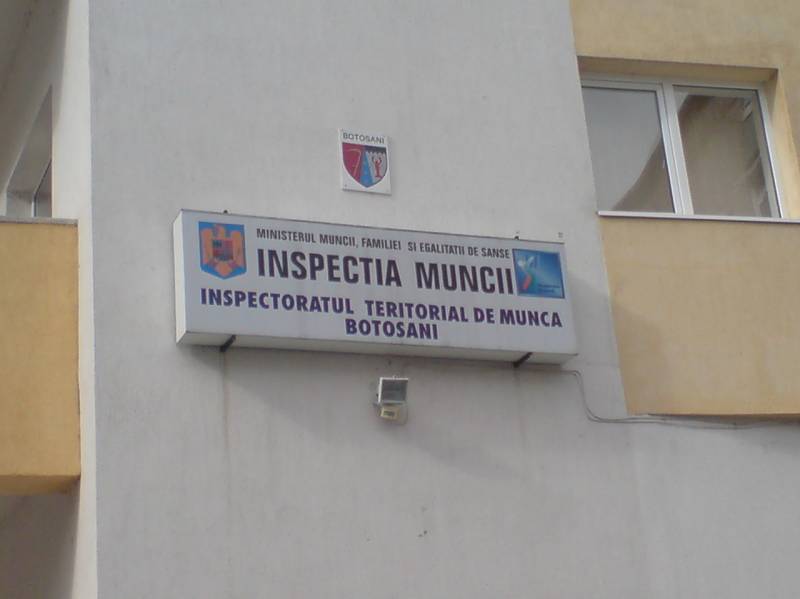 BOTOSANI
MINISTERUL MUNCII, FAMILIEI SI EGALITATII DE SANSE
INSPECTIA MUNCII
INSPECTORATUL TERITORIAL DE MUNCA
BOTOSANI